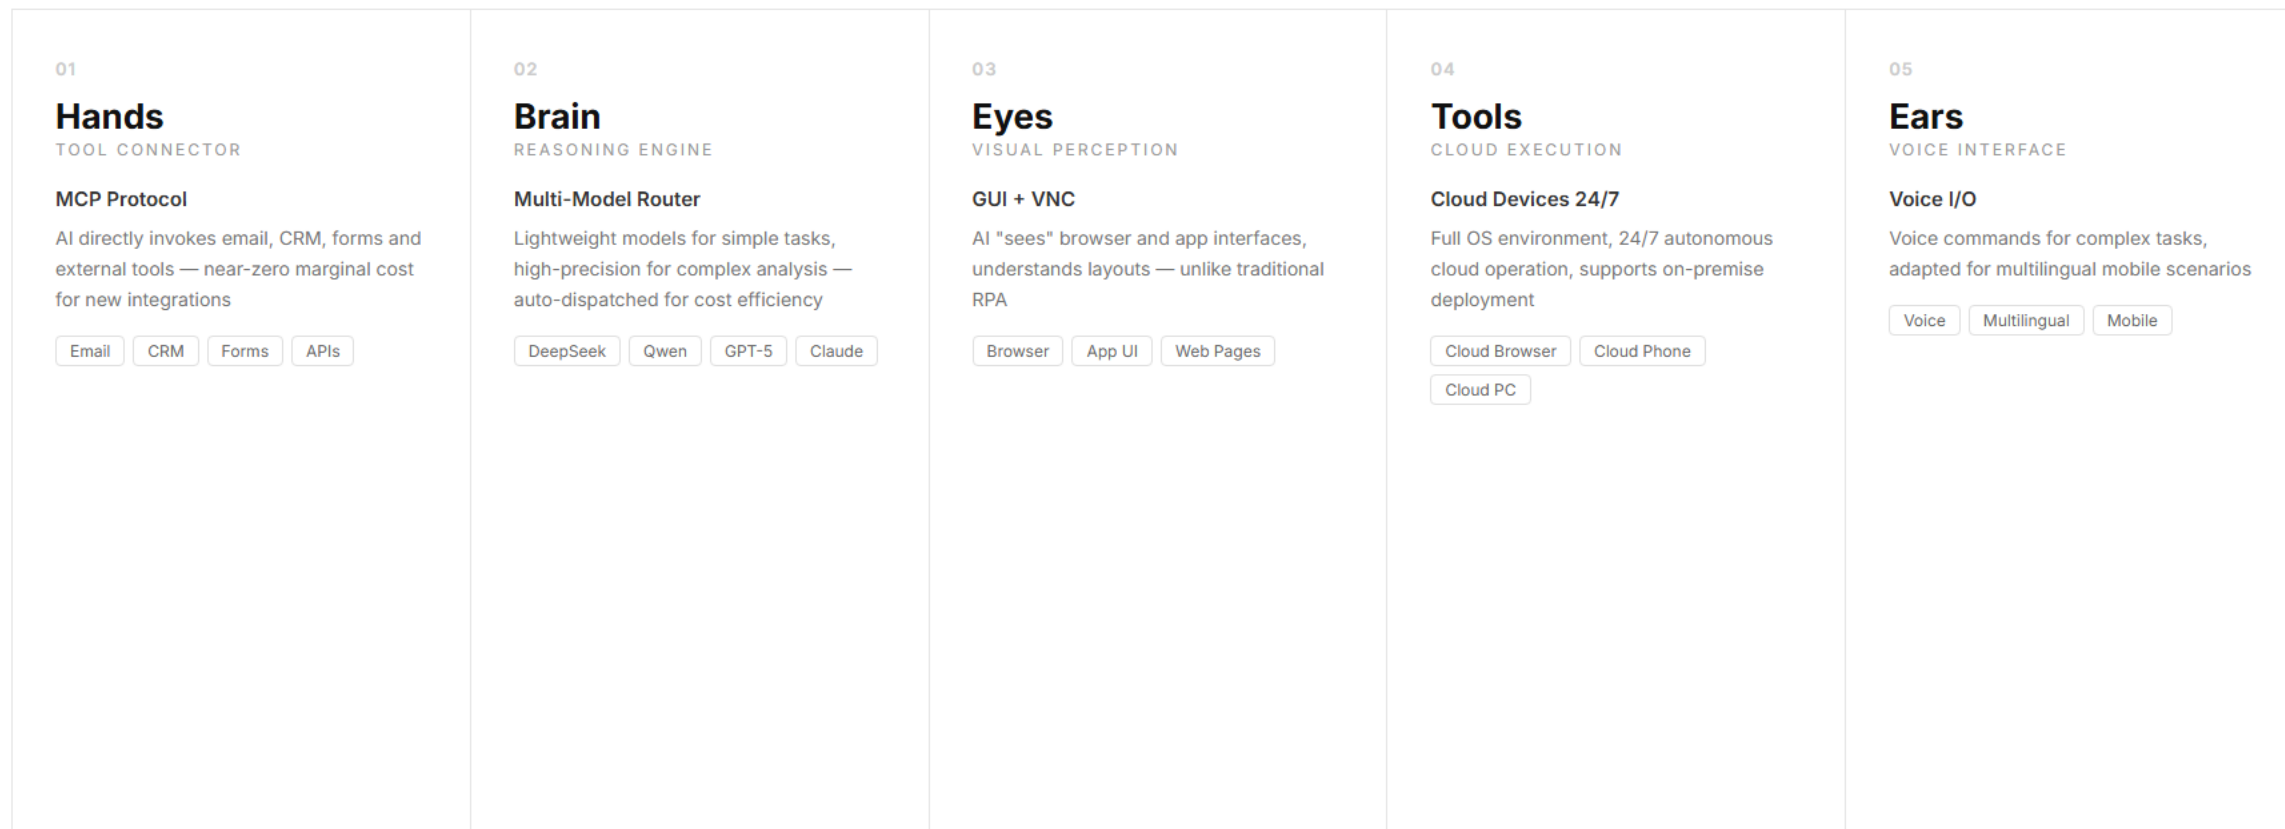 01
Hands
TOOL CONNECTOR
MCP Protocol
AI directly invokes email, CRM, forms and
external tools — near-zero marginal cost
for new integrations
Email
CRM
Forms
APIs
02
Brain
REASONING ENGINE
Multi-Model Router
Lightweight models for simple tasks,
high-precision for complex analysis —
auto-dispatched for cost efficiency
DeepSeek
Qwen
GPT-5
Claude
03
Eyes
VISUAL PERCEPTION
GUI + VNC
AI "sees" browser and app interfaces,
understands layouts — unlike traditional
RPA
Browser
App UI
Web Pages
04
Tools
CLOUD EXECUTION
Cloud Devices 24/7
Full OS environment, 24/7 autonomous
cloud operation, supports on-premise
deployment
Cloud Browser
Cloud Phone
Cloud PC
05
Ears
VOICE INTERFACE
Voice I/O
Voice commands for complex tasks,
adapted for multilingual mobile scenarios
Voice
Multilingual
Mobile